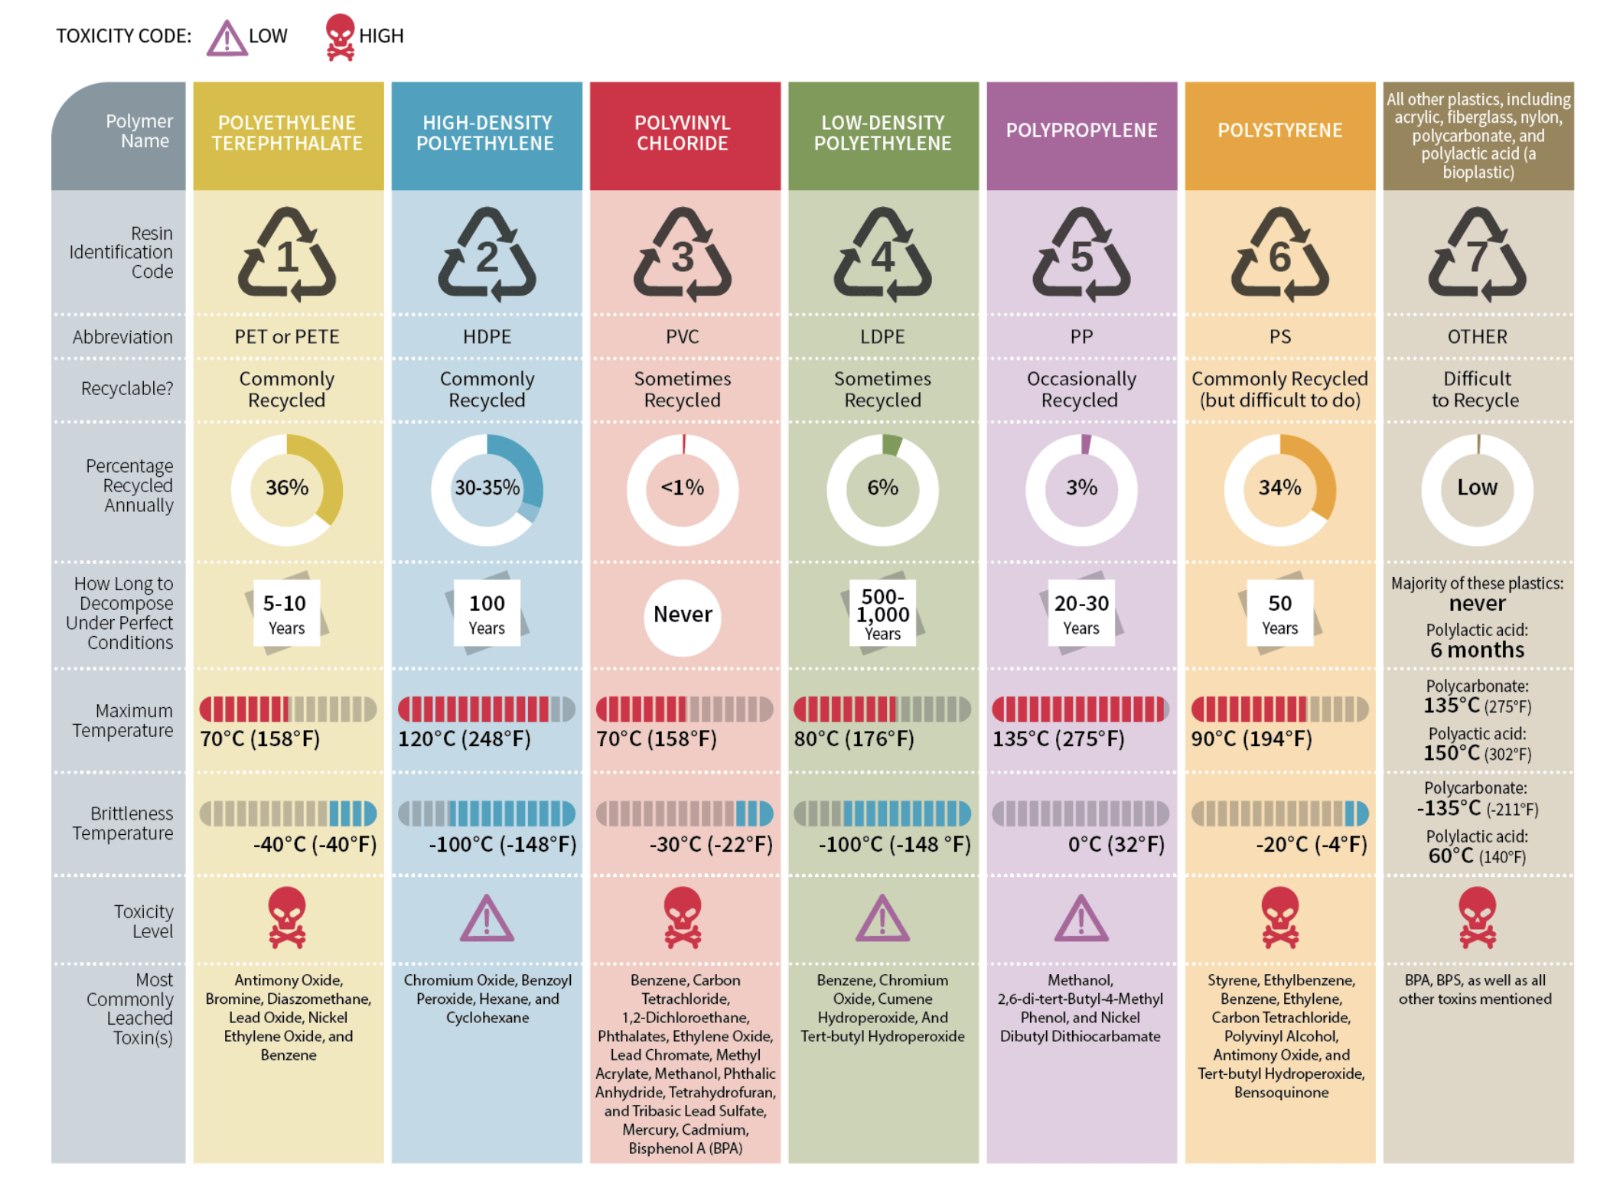 TOXICITY CODE: LOW HIGH
Polymer
Name
POLYETHYLENE
TEREPHTHALATE
HIGH-DENSITY
POLYETHYLENE
POLYVINYL
CHLORIDE
LOW-DENSITY
POLYETHYLENE
POLYPROPYLENE
POLYSTYRENE
All other plastics, including
acrylic, fiberglass, nylon,
polycarbonate, and
polylactic acid (a
bioplastic)
Resin
Identification
Code
1
2
3
4
5
6
7
Abbreviation
PET or PETE
HDPE
PVC
LDPE
PP
PS
OTHER
Recyclable?
Commonly
Recycled
Commonly
Recycled
Sometimes
Recycled
Sometimes
Recycled
Occasionally
Recycled
Commonly Recycled
(but difficult to do)
Difficult
to Recycle
Percentage
Recycled
Annually
36%
30-35%
<1%
6%
3%
34%
Low
How Long to
Decompose
Under Perfect
Conditions
5-10
Years
100
Years
Never
500-
1,000
Years
20-30
Years
50
Years
Majority of these plastics:
never
Polylactic acid:
6 months
Maximum
Temperature
70°C (158°F)
120°C (248°F)
70°C (158°F)
80°C (176°F)
135°C (275°F)
90°C (194°F)
Polycarbonate:
135°C (275°F)
Polyactic acid:
150°C (302°F)
Brittleness
Temperature
-40°C (-40°F)
-100°C (-148°F)
-30°C (-22°F)
-100°C (-148 °F)
0°C (32°F)
-20°C (-4°F)
Polycarbonate:
-135°C (-211°F)
Polylactic acid:
60°C (140°F)
Toxicity
Level
Most
Commonly
Leached
Toxin(s)
Antimony Oxide,
Bromine, Diaszomethane,
Lead Oxide, Nickel
Ethylene Oxide, and
Benzene
Chromium Oxide, Benzoyl
Peroxide, Hexane, and
Cyclohexane
Benzene, Carbon
Tetrachloride,
1,2-Dichloroethane,
Phthalates, Ethylene Oxide,
Lead Chromate, Methyl
Acrylate, Methanol, Phthalic
Anhydride, Tetrahydrofuran,
and Tribasic Lead Sulfate,
Mercury, Cadmium,
Bisphenol A (BPA)
Benzene, Chromium
Oxide, Cumene
Hydroperoxide, And
Tert-butyl Hydroperoxide
Methanol,
2,6-di-tert-Butyl-4-Methyl
Phenol, and Nickel
Dibutyl Dithiocarbamate
Styrene, Ethylbenzene,
Benzene, Ethylene,
Carbon Tetrachloride,
Polyvinyl Alcohol,
Antimony Oxide, and
Tert-butyl Hydroperoxide,
Bensoquinone
BPA, BPS, as well as all
other toxins mentioned